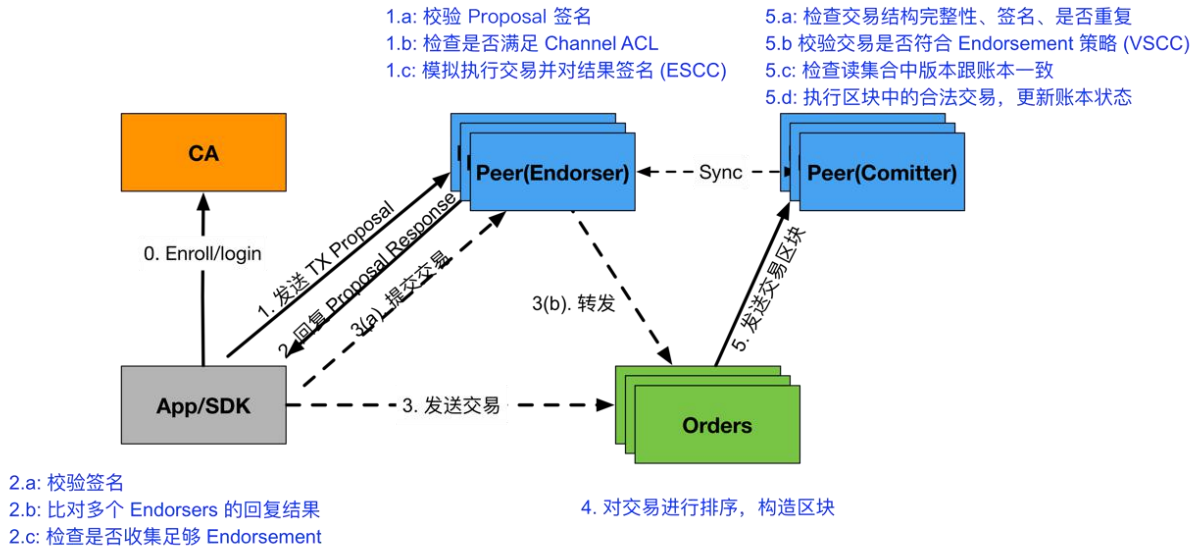 1.a: 校验 Proposal 签名
1.b: 检查是否满足 Channel ACL
1.c: 模拟执行交易并对结果签名 (ESCC)
5.a: 检查交易结构完整性、签名、是否重复
5.b 校验交易是否符合 Endorsement 策略 (VSCC)
5.c: 检查读集合中版本跟账本一致
5.d: 执行区块中的合法交易，更新账本状态
CA
Peer(Endorser)
Sync
Peer(Comitter)
0. Enroll/login
1. 发送 TX Proposal
2. 回复 Proposal Response
3(a). 提交交易
3(b). 转发
5. 发送交易区块
App/SDK
3. 发送交易
Orders
2.a: 校验签名
2.b: 比对多个 Endorsers 的回复结果
2.c: 检查是否收集足够 Endorsement
4. 对交易进行排序，构造区块